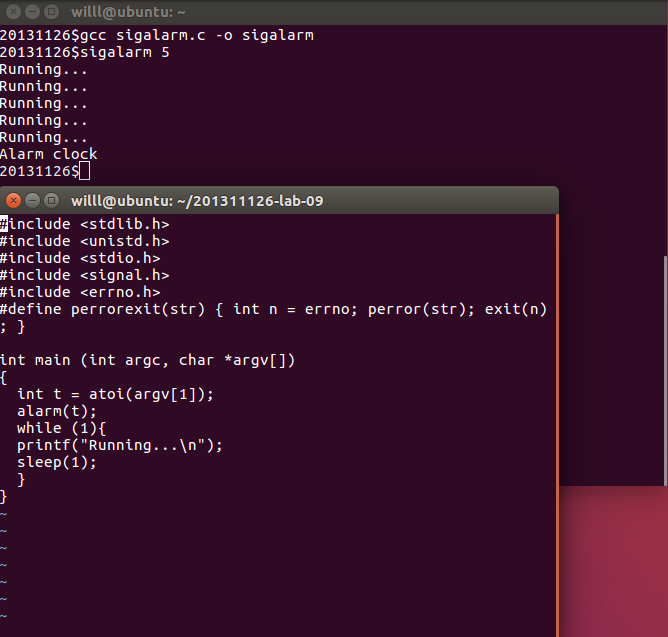 willl@ubuntu: ~
20131126$gcc sigalarm.c -o sigalarm
20131126$sigalarm 5
Running...
Running...
Running...
Running...
Running...
Alarm clock
20131126$
willl@ubuntu: ~/201311126-lab-09
#include <stdlib.h>
#include <unistd.h>
#include <stdio.h>
#include <signal.h>
#include <errno.h>
#define perrorexit(str) { int n = errno; perror(str); exit(n)
; }
int main (int argc, char *argv[])
{
  int t = atoi(argv[1]);
  alarm(t);
  while (1){
  printf("Running...\n");
  sleep(1);
  }
}
~
~
~
~
~
~
~